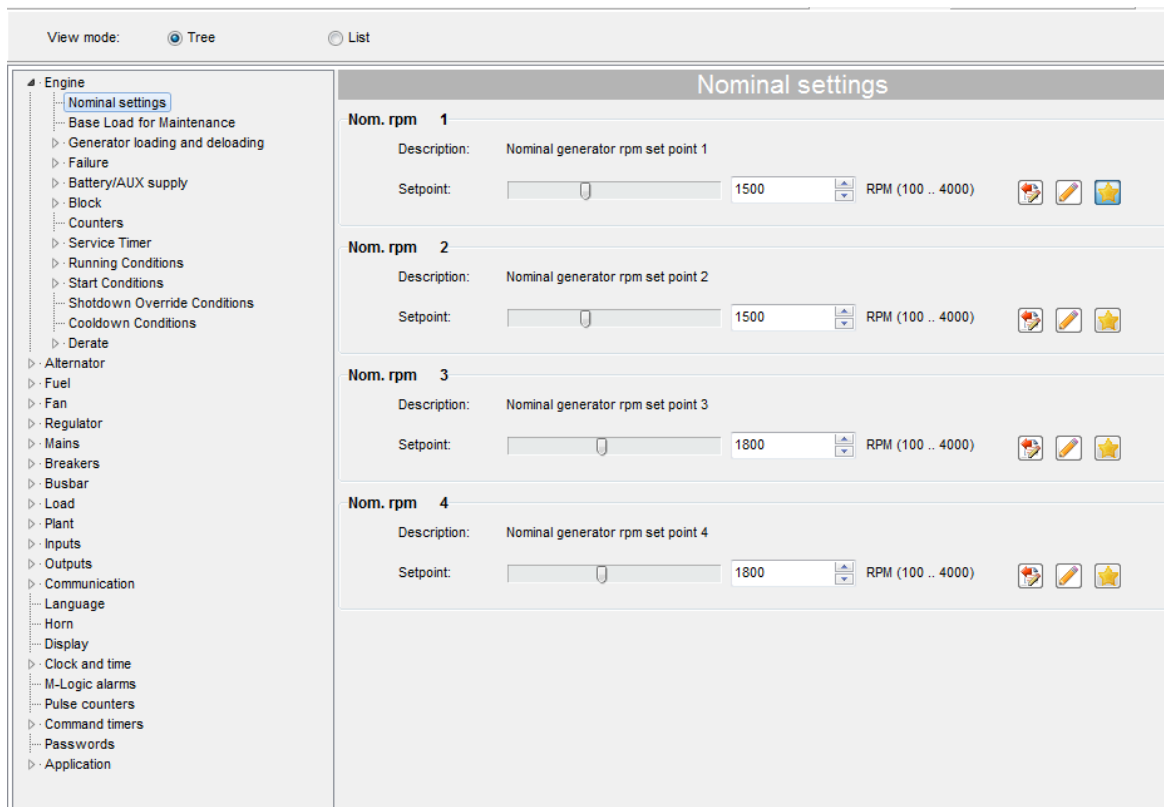 View mode: Tree List
Engine
Nominal settings
Base Load for Maintenance
Generator loading and deloading
Failure
Battery/AUX supply
Block
Counters
Service Timer
Running Conditions
Start Conditions
Shotdown Override Conditions
Cooldown Conditions
Derate
Alternator
Fuel
Fan
Regulator
Mains
Breakers
Busbar
Load
Plant
Inputs
Outputs
Communication
Language
Horn
Display
Clock and time
M-Logic alarms
Pulse counters
Command timers
Passwords
Application
Nominal settings
Nom. rpm 1
Description: Nominal generator rpm set point 1
Setpoint: 1500 RPM (100 .. 4000)
Nom. rpm 2
Description: Nominal generator rpm set point 2
Setpoint: 1500 RPM (100 .. 4000)
Nom. rpm 3
Description: Nominal generator rpm set point 3
Setpoint: 1800 RPM (100 .. 4000)
Nom. rpm 4
Description: Nominal generator rpm set point 4
Setpoint: 1800 RPM (100 .. 4000)